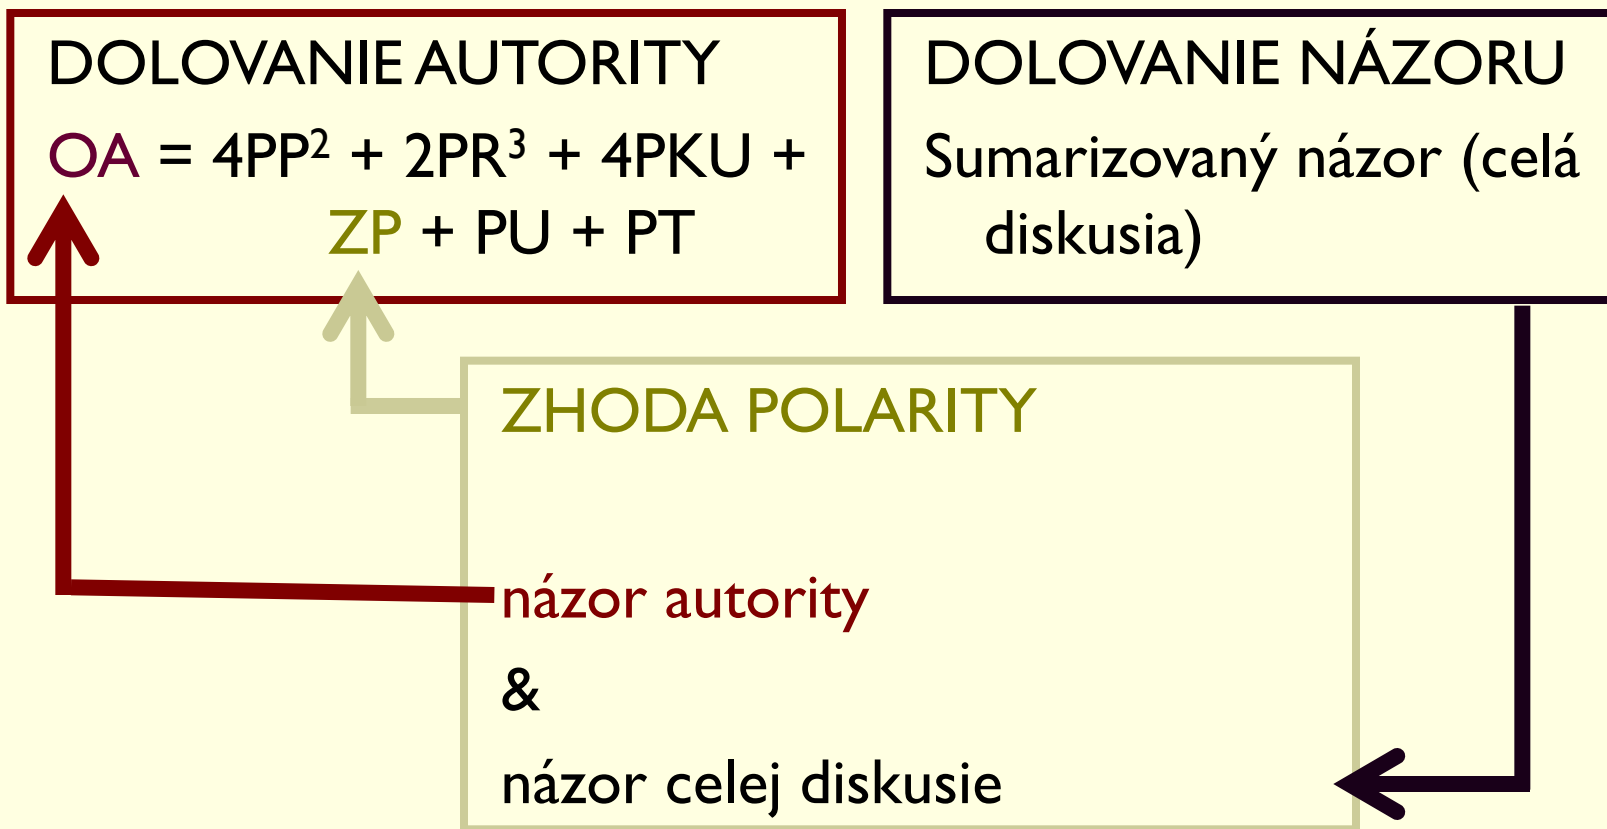 DOLOVANIE AUTORITY
OA = 4PP² + 2PR³ + 4PKU +
ZP + PU + PT
DOLOVANIE NÁZORU
Sumarizovaný názor (celá
diskusia)
ZHODA POLARITY
názor autority
&
názor celej diskusie